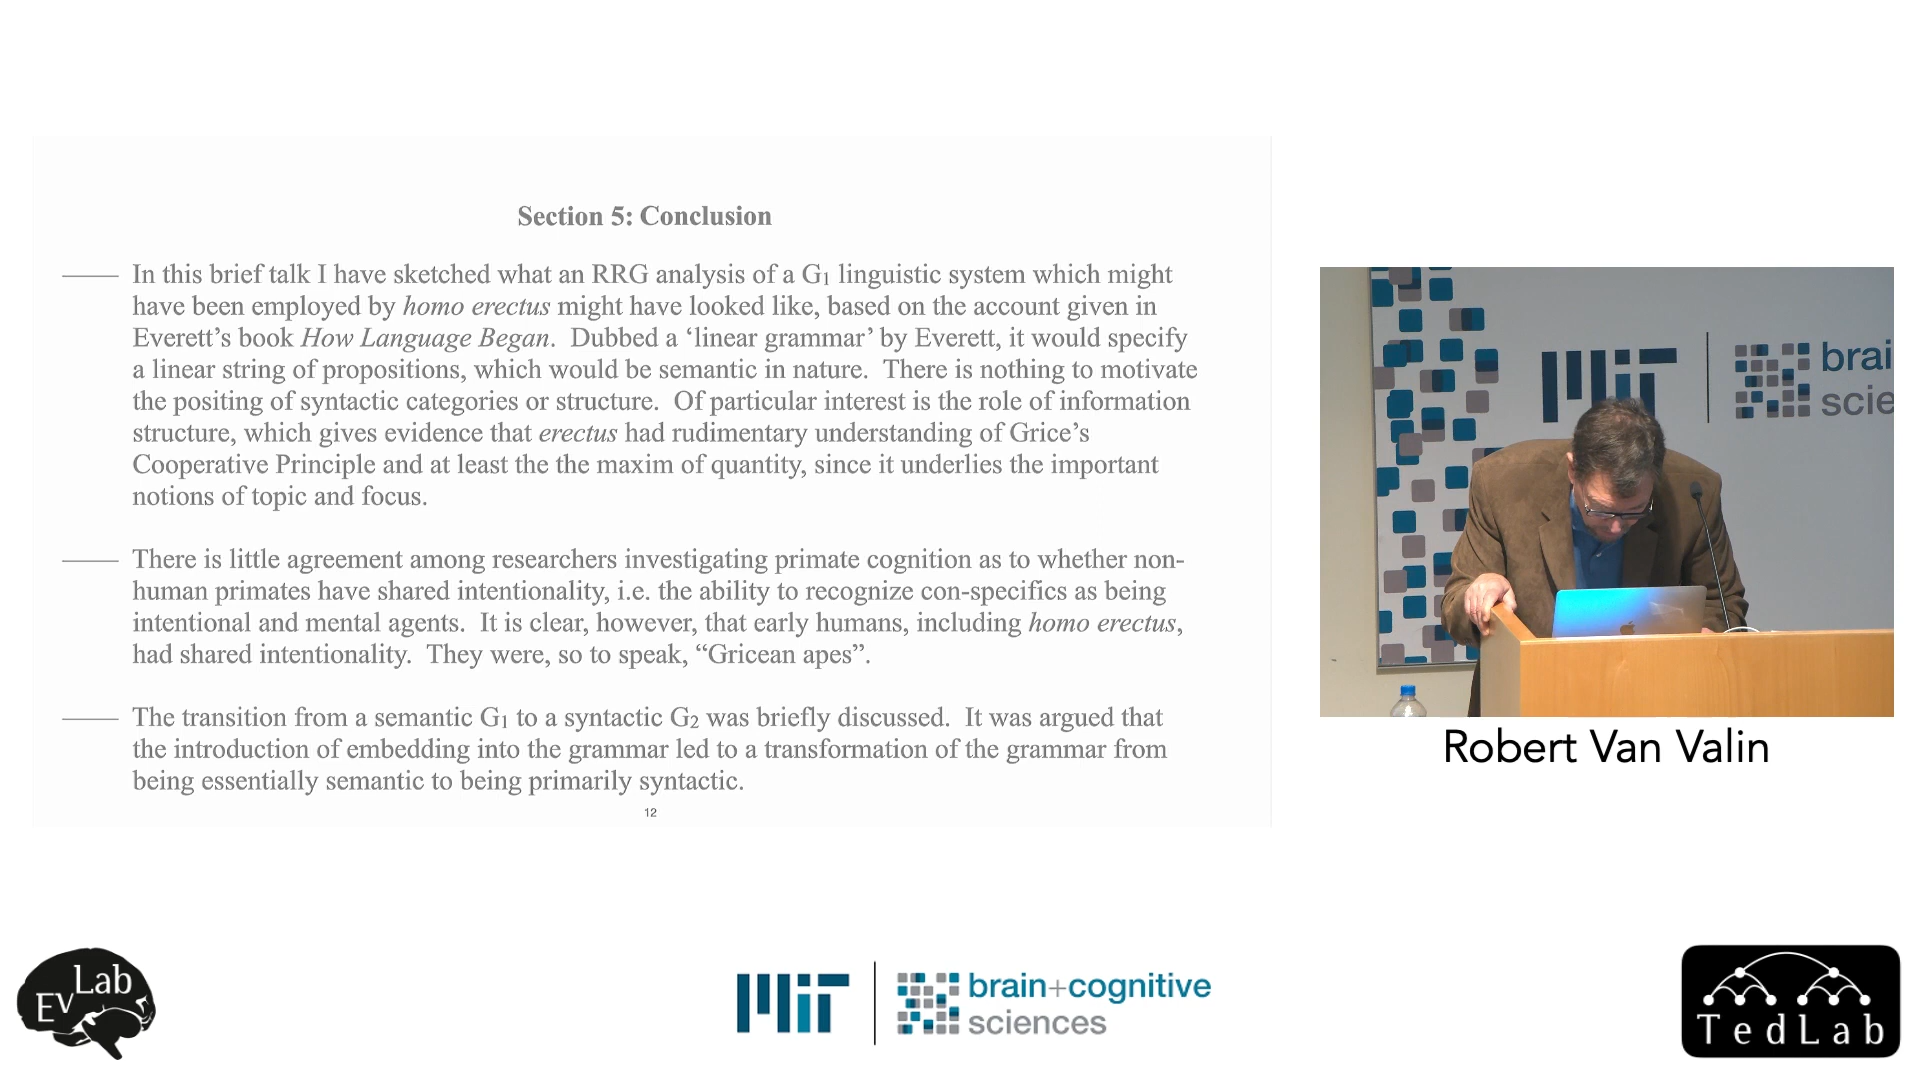 Section 5: Conclusion
In this brief talk I have sketched what an RRG analysis of a G₁ linguistic system which might
have been employed by homo erectus might have looked like, based on the account given in
Everett’s book How Language Began.  Dubbed a ‘linear grammar’ by Everett, it would specify
a linear string of propositions, which would be semantic in nature.  There is nothing to motivate
the positing of syntactic categories or structure.  Of particular interest is the role of information
structure, which gives evidence that erectus had rudimentary understanding of Grice’s
Cooperative Principle and at least the the maxim of quantity, since it underlies the important
notions of topic and focus.
There is little agreement among researchers investigating primate cognition as to whether non-
human primates have shared intentionality, i.e. the ability to recognize con-specifics as being
intentional and mental agents.  It is clear, however, that early humans, including homo erectus,
had shared intentionality.  They were, so to speak, “Gricean apes”.
The transition from a semantic G₁ to a syntactic G₂ was briefly discussed.  It was argued that
the introduction of embedding into the grammar led to a transformation of the grammar from
being essentially semantic to being primarily syntactic.
12
MIT
brai
scie
Robert Van Valin
EV Lab
MIT
brain+cognitive
sciences
TedLab